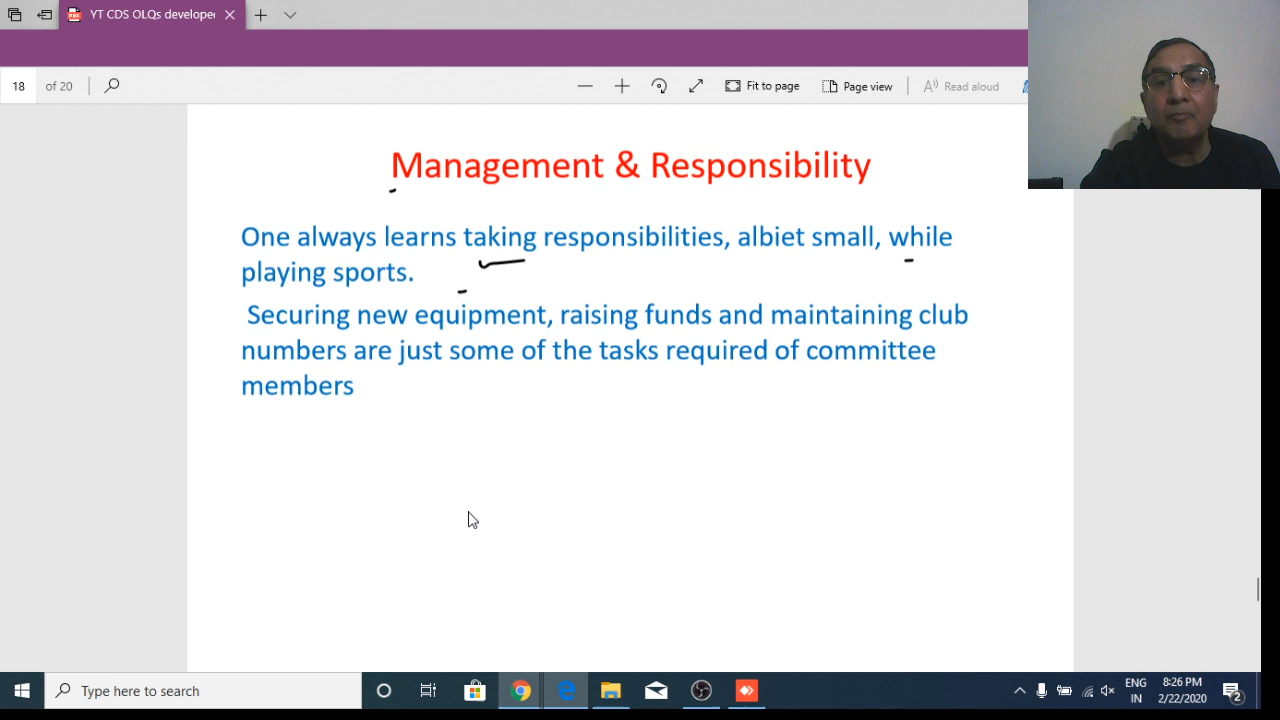 YT CDS OLQs develope
18 of 20 Fit to page Page view Read aloud
Management & Responsibility
One always learns taking responsibilities, albiet small, while
playing sports.
Securing new equipment, raising funds and maintaining club
numbers are just some of the tasks required of committee
members
Type here to search
ENG
IN
8:26 PM
2/22/2020
2